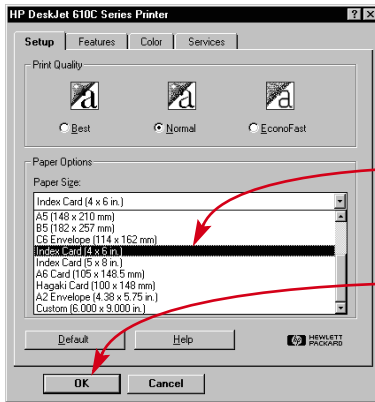 HP DeskJet 610C Series Printer
Setup Features Color Services
Print Quality
a a a
Best Normal EconoFast
Paper Options
Paper Size:
Index Card (4 x 6 in.)
A5 (148 x 210 mm)
B5 (182 x 257 mm)
C6 Envelope (114 x 162 mm)
Index Card (4 x 6 in.)
Index Card (5 x 8 in.)
A6 Card (105 x 148.5 mm)
Hagaki Card (100 x 148 mm)
A2 Envelope (4.38 x 5.75 in.)
Custom (6.000 x 9.000 in.)
Default Help hp HEWLETT
PACKARD
OK Cancel